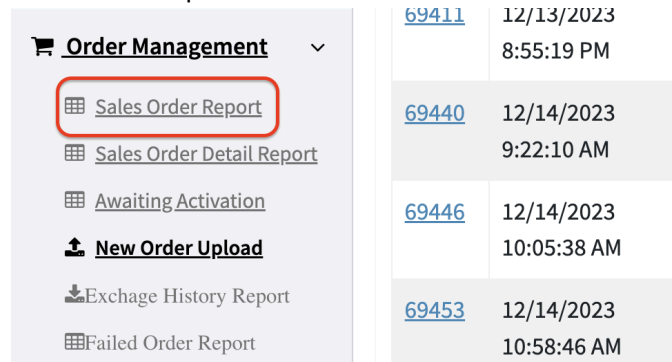 Order Management
Sales Order Report
Sales Order Detail Report
Awaiting Activation
New Order Upload
Exchage History Report
Failed Order Report
69411 12/13/2023
8:55:19 PM
69440 12/14/2023
9:22:10 AM
69446 12/14/2023
10:05:38 AM
69453 12/14/2023
10:58:46 AM